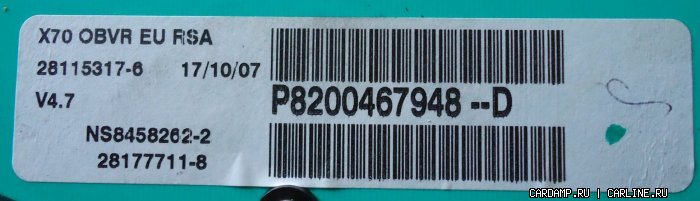 X70 OBVR EU RSA
28115317-6 17/10/07
V4.7
P8200467948 --D
NS8458262-2
28177711-8
CARDAMP.RU | CARLINE.RU